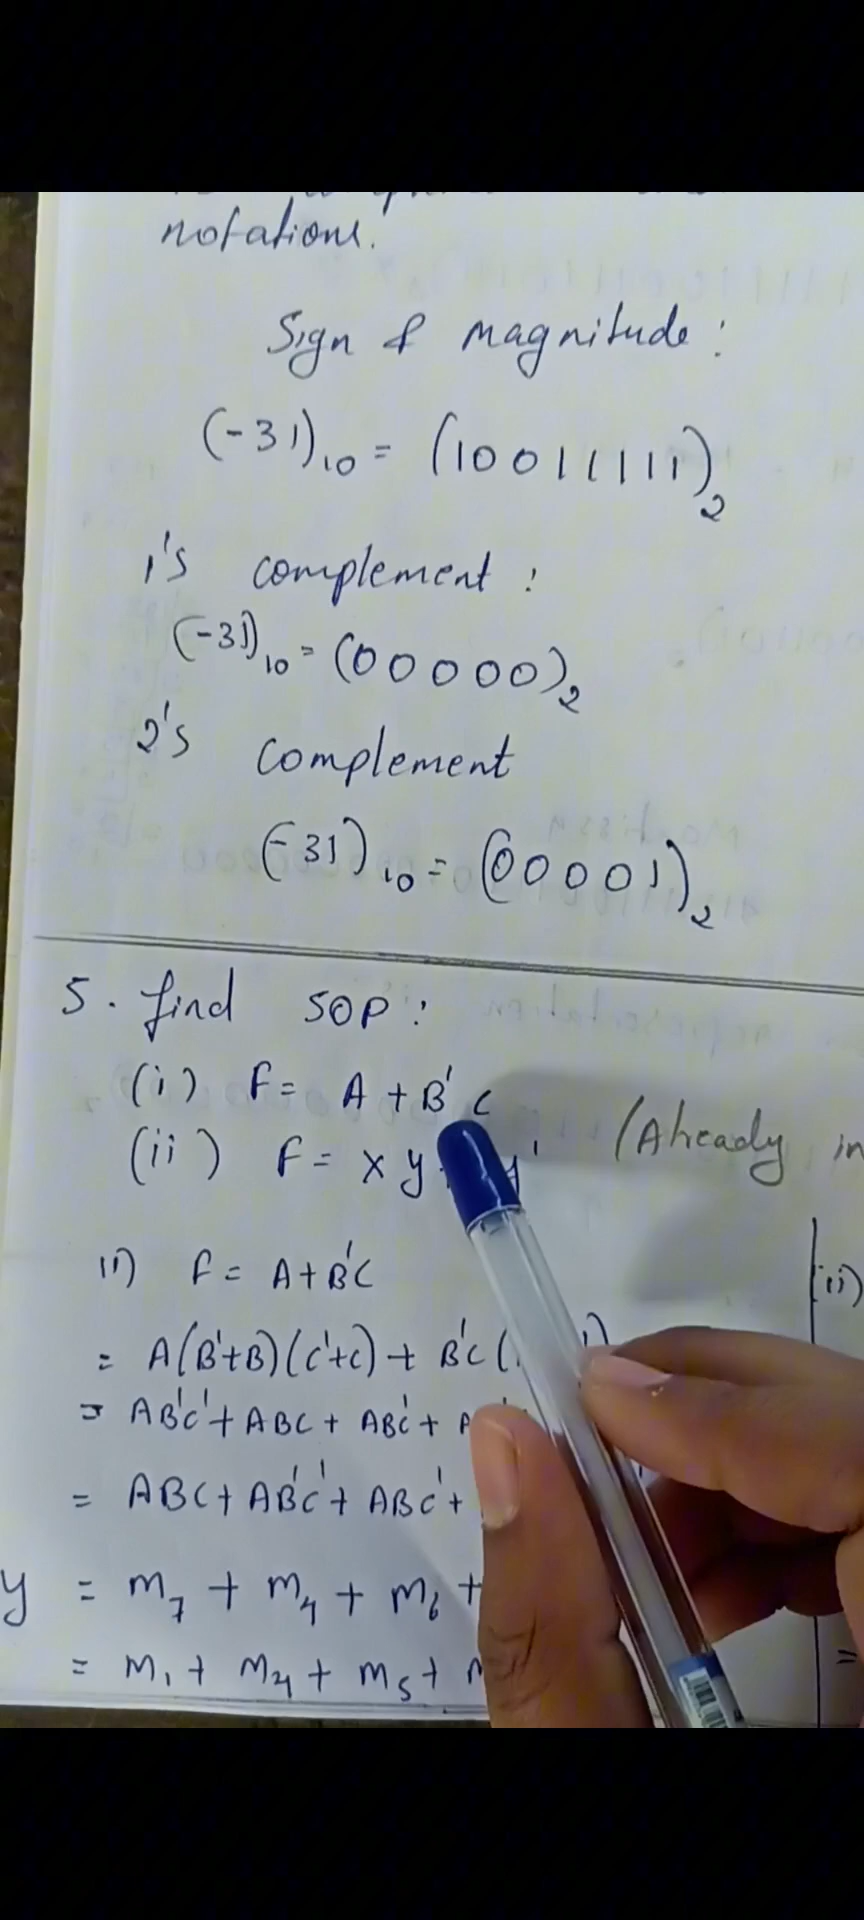 notations.
Sign & magnitude:
(-31)₁₀ = (10011111)₂
1's complement:
(-31)₁₀ = (00000)₂
2's complement
(-31)₁₀ = (00001)₂
5. find SOP:
(i) F = A + B'C
(ii) F = xy y' (Already in
F = A + B'C
= A(B'+B)(C'+C) + B'C(
= AB'C' + ABC + ABC' + A
= ABC + AB'C' + ABC' +
y = m₇ + m₄ + m₆ +
= m₁ + m₄ + m₅ + m
ii)
=